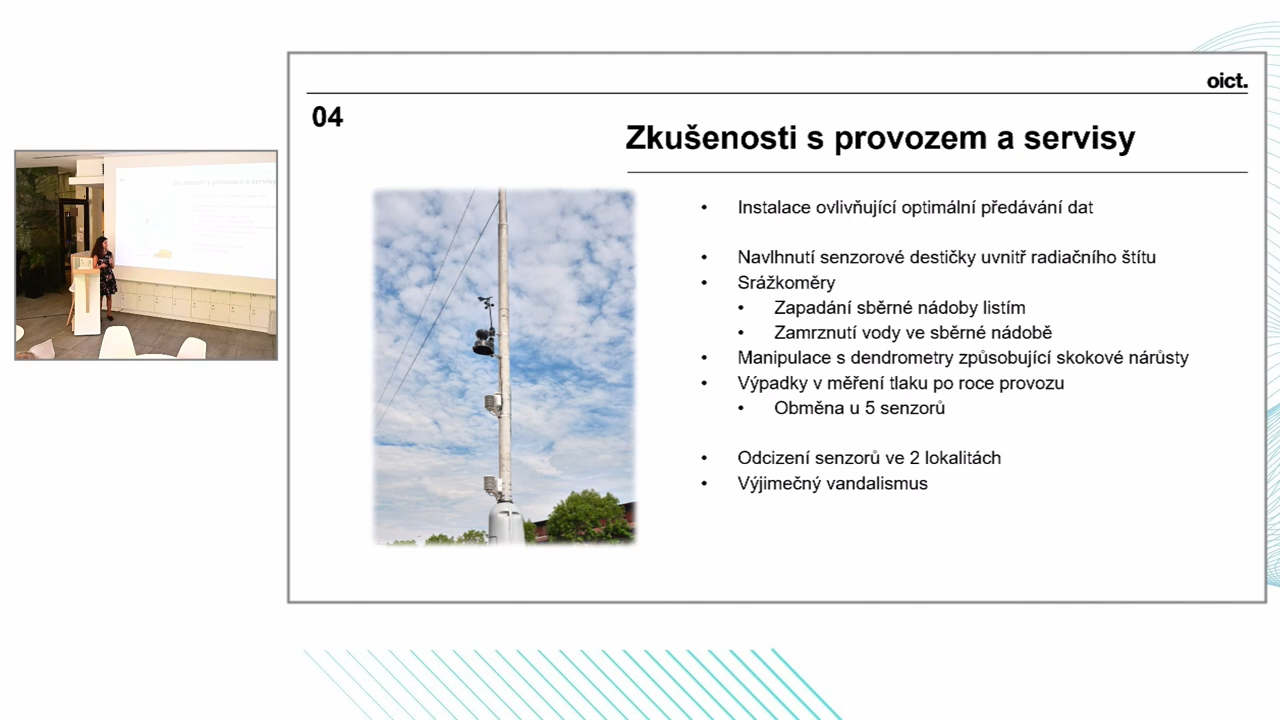 oict.
04
Zkušenosti s provozem a servisy
• Instalace ovlivňující optimální předávání dat
• Navlhnutí senzorové destičky uvnitř radiačního štítu
• Srážkoměry
• Zapadání sběrné nádoby listím
• Zamrznutí vody ve sběrné nádobě
• Manipulace s dendrometry způsobující skokové nárůsty
• Výpadky v měření tlaku po roce provozu
• Obměna u 5 senzorů
• Odcizení senzorů ve 2 lokalitách
• Výjimečný vandalismus